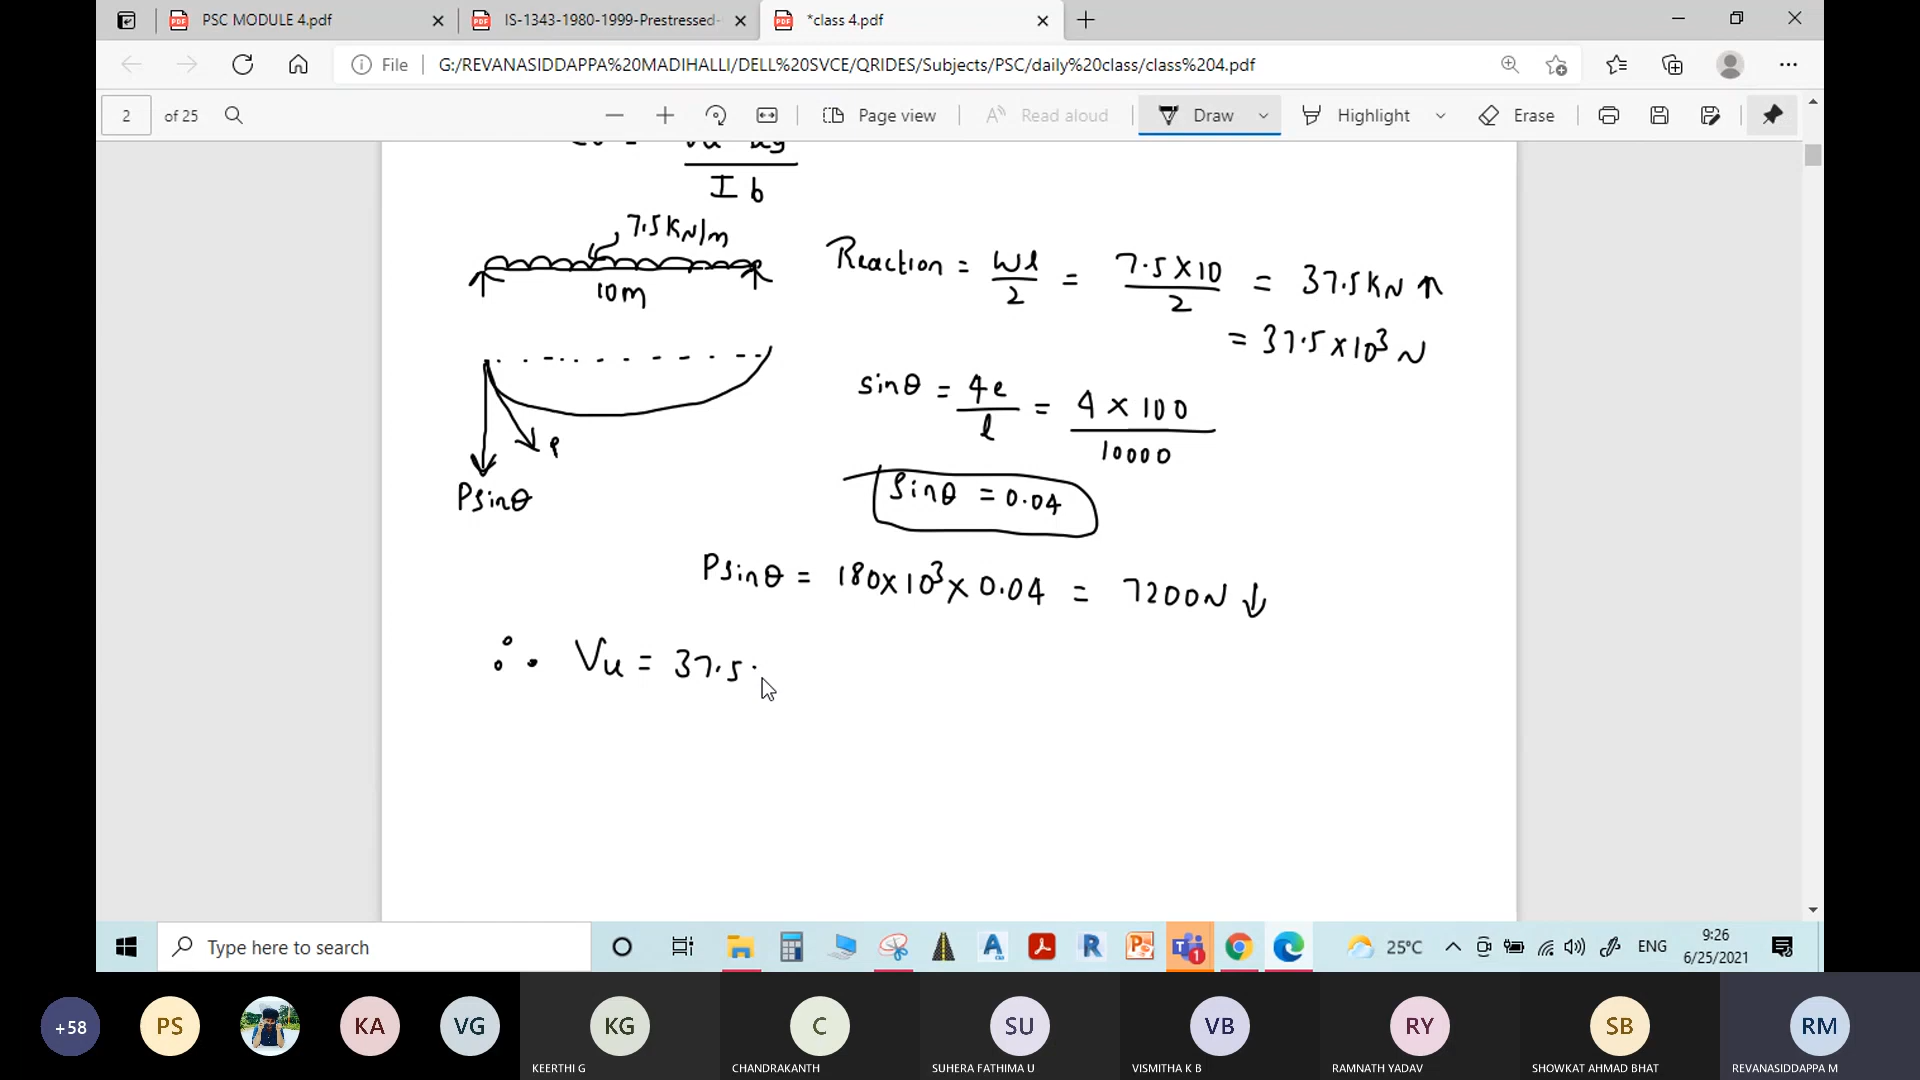 PSC MODULE 4.pdf
IS-1343-1980-1999-Prestressed-
*class 4.pdf
File
G:/REVANASIDDAPPA%20MADIHALLI/DELL%20SVCE/QRIDES/Subjects/PSC/daily%20class/class%204.pdf
2 of 25
Page view
Read aloud
Draw
Highlight
Erase
I b
7.5KN/m
10m
Reaction = Wl/2 = 7.5×10/2 = 37.5KN ↑
= 37.5×10³ N
sinθ = 4e/l = 4 × 100/10000
P
Psinθ
Sinθ = 0.04
Psinθ = 180×10³ × 0.04 = 7200N ↓
∴ Vu = 37.5
Type here to search
25°C
ENG
9:26
6/25/2021
+58
PS
KA
VG
KG
C
SU
VB
RY
SB
RM
KEERTHI G
CHANDRAKANTH
SUHERA FATHIMA U
VISMITHA K B
RAMNATH YADAV
SHOWKAT AHMAD BHAT
REVANASIDDAPPA M